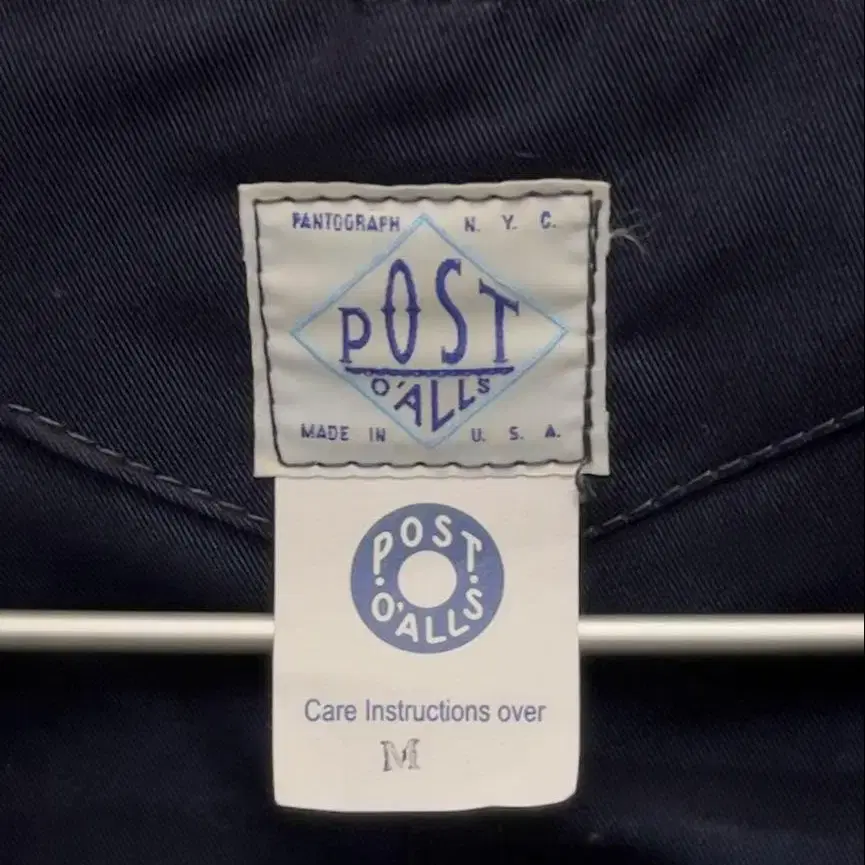 PANTOGRAPH N. Y. C.
POST
O'ALLS
MADE IN U. S. A.
POST
O'ALLS
Care Instructions over
M